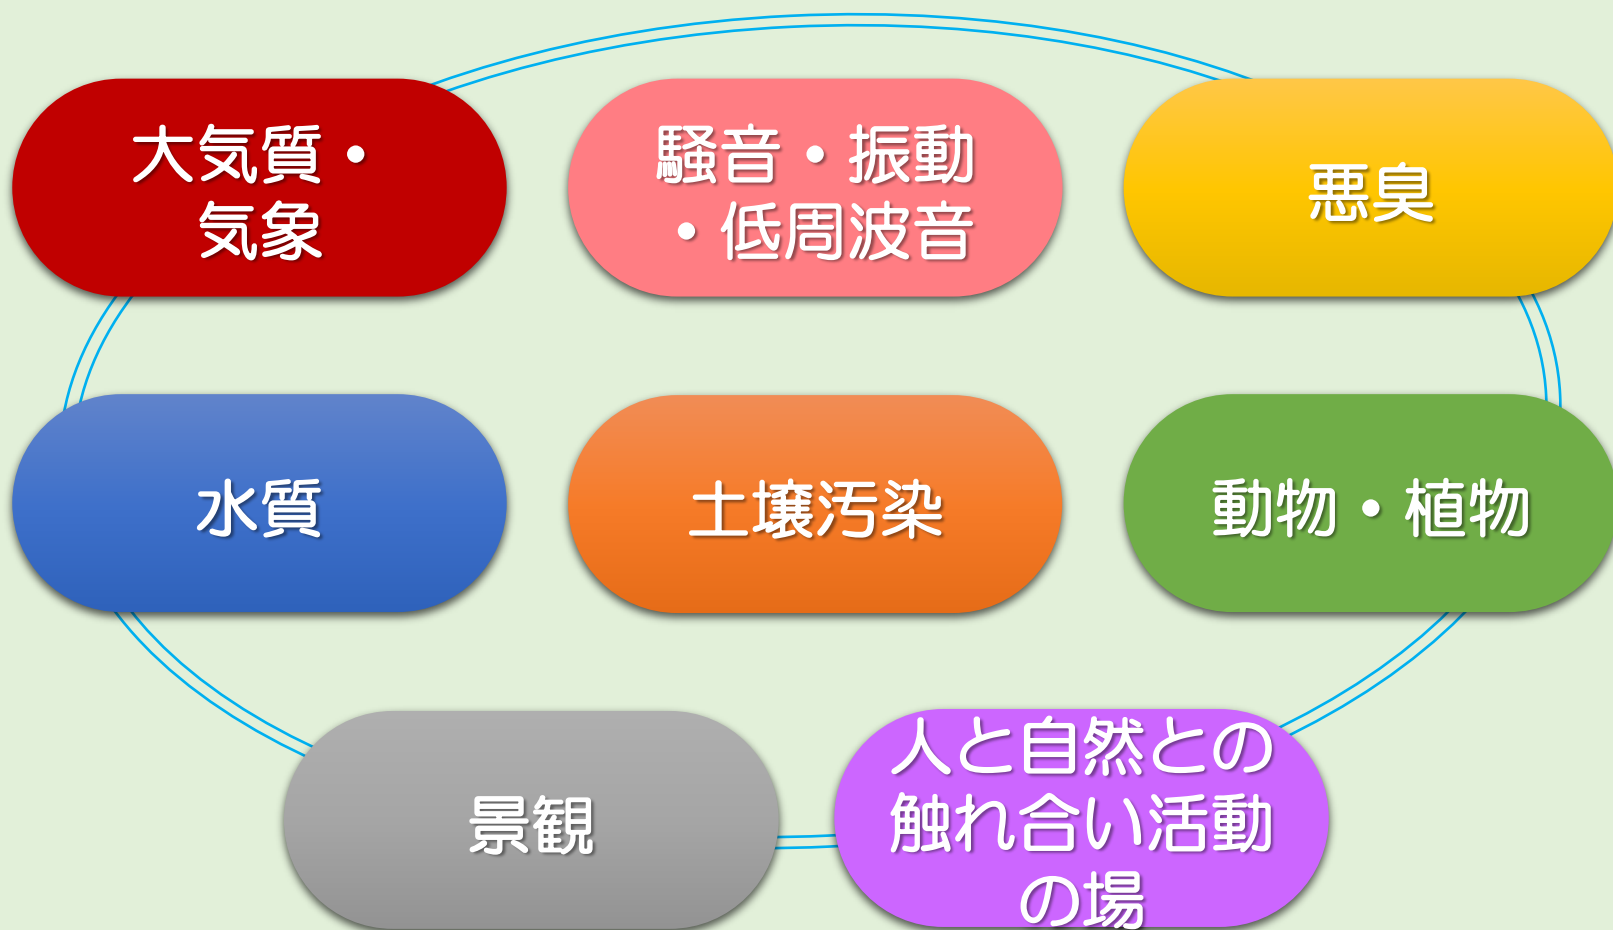 大気質・
気象
騒音・振動
・低周波音
悪臭
水質
土壌汚染
動物・植物
景観
人と自然との
触れ合い活動
の場